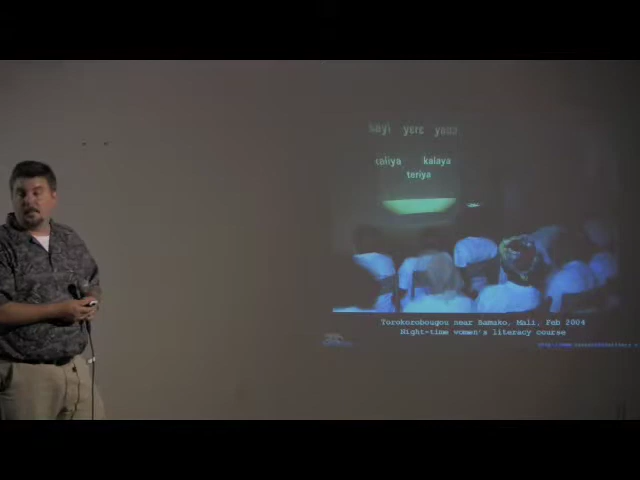 yere
coliya kalaya
teriya
Torokorobougou near Bamako, Mali, Feb 2004
Night-time women's literacy course